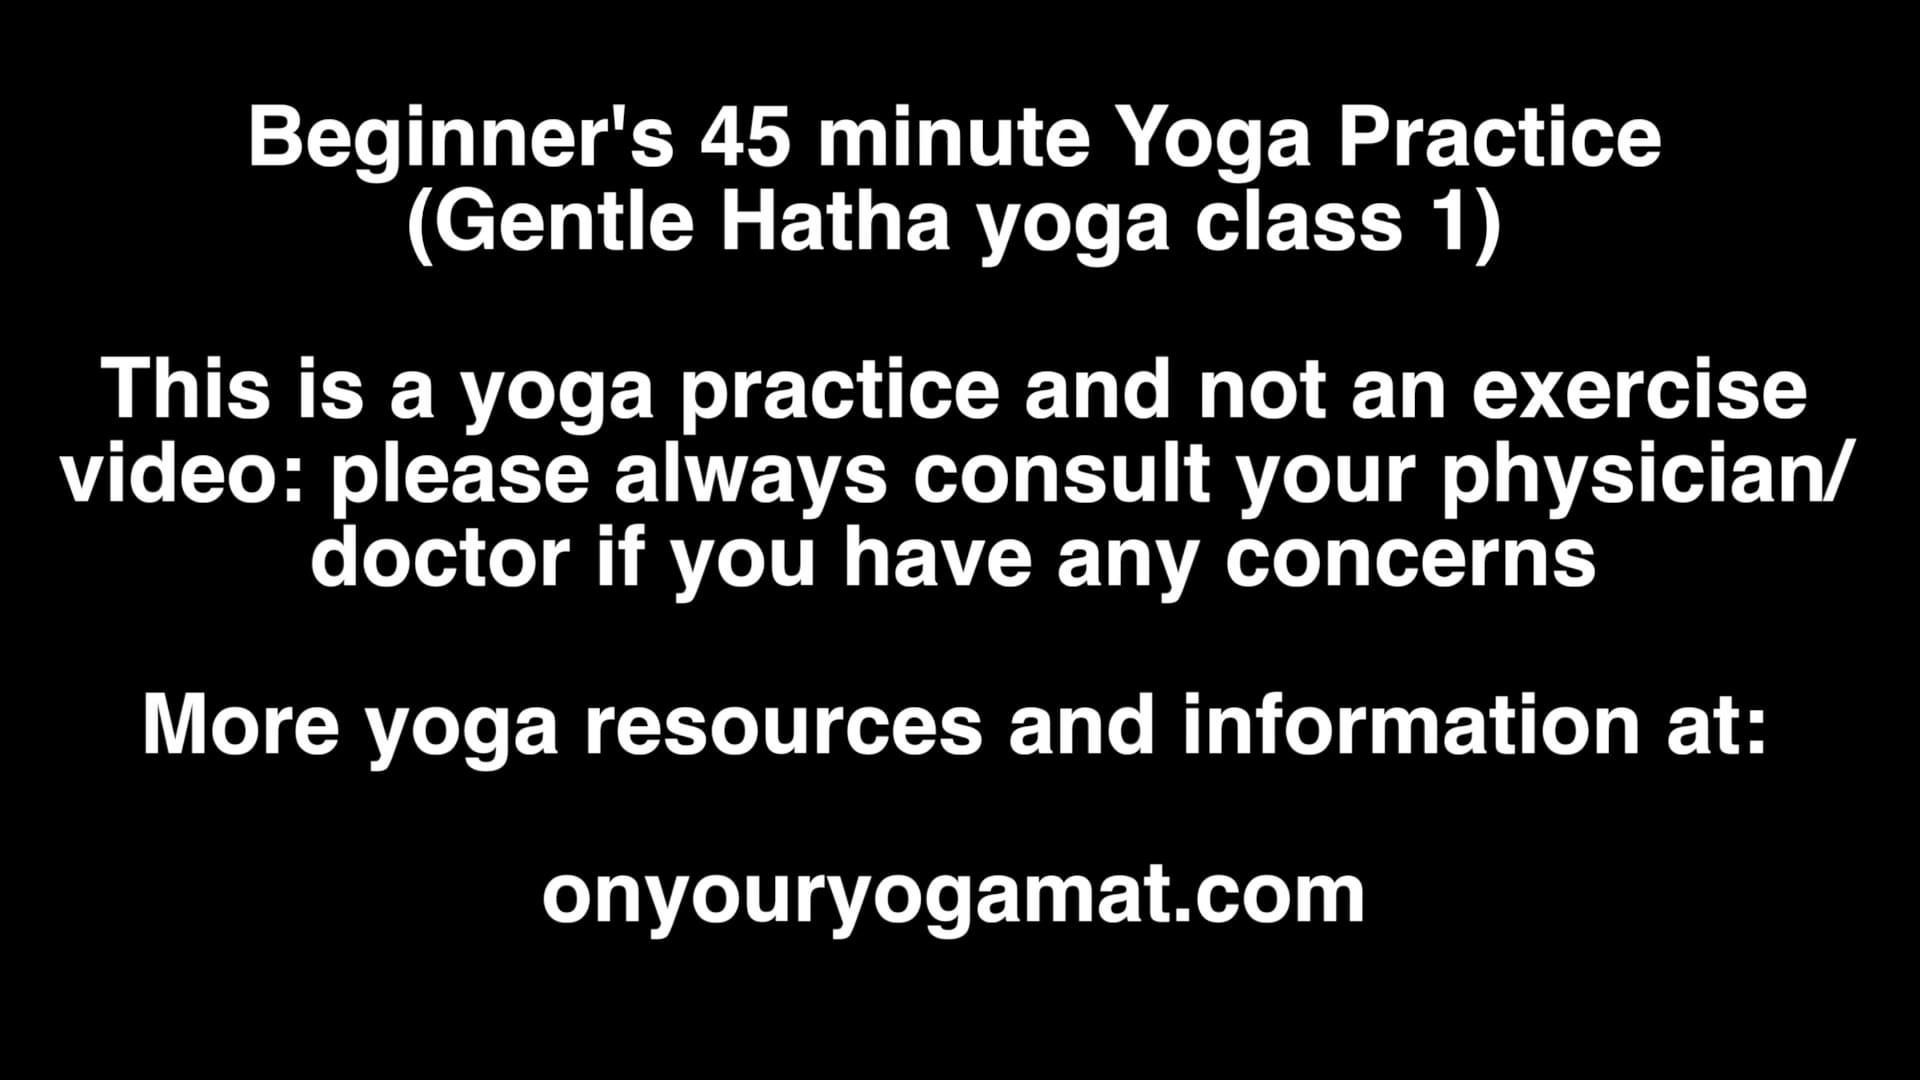 Beginner's 45 minute Yoga Practice
(Gentle Hatha yoga class 1)
This is a yoga practice and not an exercise
video: please always consult your physician/
doctor if you have any concerns
More yoga resources and information at:
onyouryogamat.com